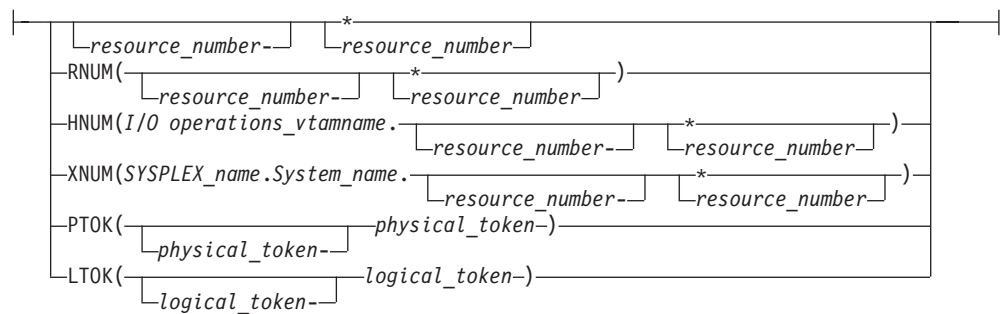 *
resource_number- resource_number
RNUM( * )
resource_number- resource_number
HNUM(I/O operations_vtamname. * )
resource_number- resource_number
XNUM(SYSPLEX_name.System_name. * )
resource_number- resource_number
PTOK( physical_token )
physical_token-
LTOK( logical_token )
logical_token-